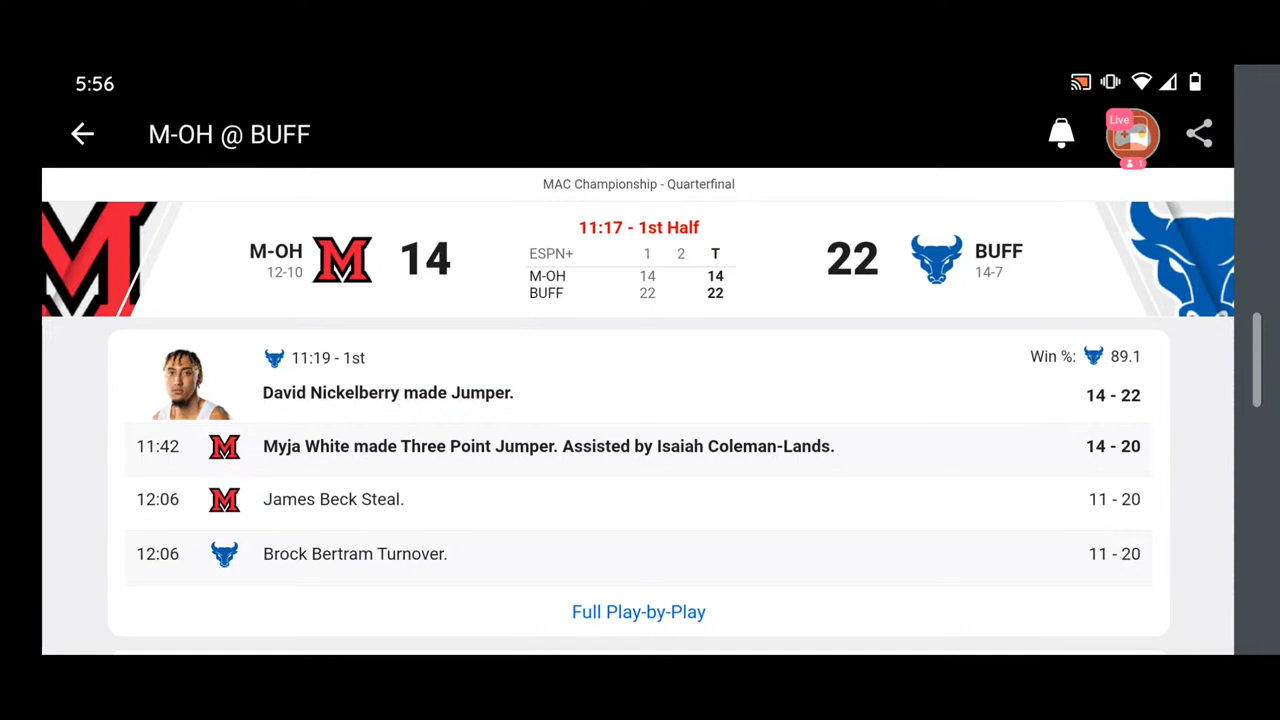 5:56
M-OH @ BUFF
Live
1
MAC Championship - Quarterfinal
M-OH
12-10
14
11:17 - 1st Half
ESPN+ 1 2 T
M-OH 14 14
BUFF 22 22
22
BUFF
14-7
11:19 - 1st
Win %: 89.1
David Nickelberry made Jumper. 14 - 22
11:42 Myja White made Three Point Jumper. Assisted by Isaiah Coleman-Lands. 14 - 20
12:06 James Beck Steal. 11 - 20
12:06 Brock Bertram Turnover. 11 - 20
Full Play-by-Play